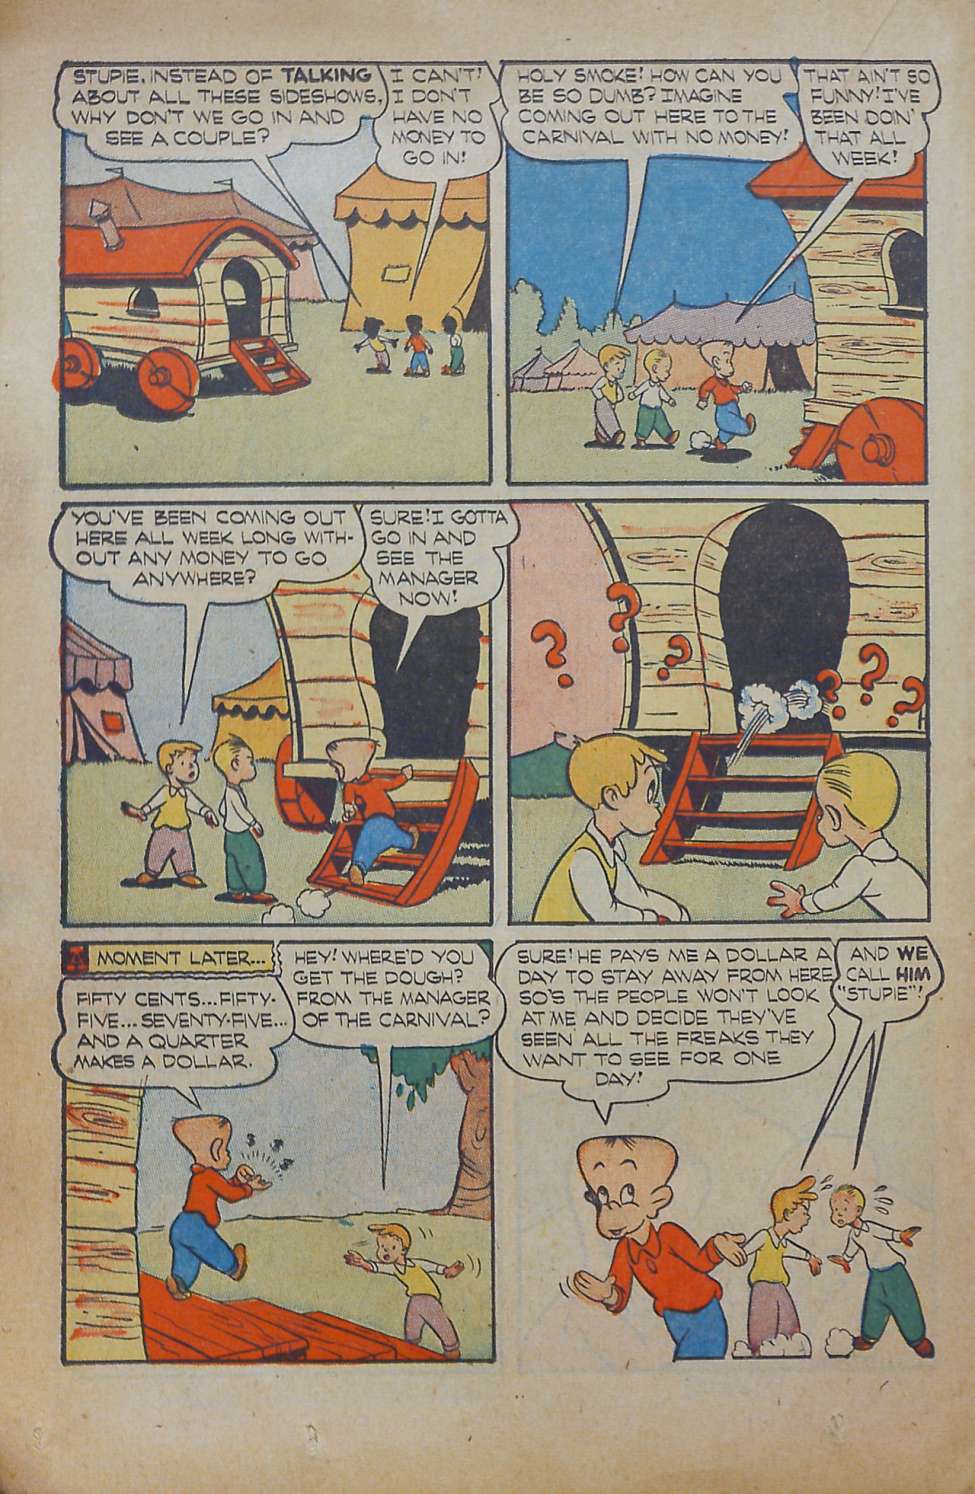 STUPIE, INSTEAD OF TALKING
ABOUT ALL THESE SIDESHOWS,
WHY DON'T WE GO IN AND
SEE A COUPLE?
I CAN'T!
I DON'T
HAVE NO
MONEY TO
GO IN!
HOLY SMOKE! HOW CAN YOU
BE SO DUMB? IMAGINE
COMING OUT HERE TO THE
CARNIVAL WITH NO MONEY!
THAT AIN'T SO
FUNNY! I'VE
BEEN DOIN'
THAT ALL
WEEK!
YOU'VE BEEN COMING OUT
HERE ALL WEEK LONG WITH-
OUT ANY MONEY TO GO
ANYWHERE?
SURE! I GOTTA
GO IN AND
SEE THE
MANAGER
NOW!
? ? ? ? ? ?
A MOMENT LATER...
FIFTY CENTS... FIFTY-
FIVE... SEVENTY-FIVE...
AND A QUARTER
MAKES A DOLLAR.
HEY! WHERE'D YOU
GET THE DOUGH?
FROM THE MANAGER
OF THE CARNIVAL?
$ $ $
SURE! HE PAYS ME A DOLLAR A
DAY TO STAY AWAY FROM HERE
SO'S THE PEOPLE WON'T LOOK
AT ME AND DECIDE THEY'VE
SEEN ALL THE FREAKS THEY
WANT TO SEE FOR ONE
DAY!
AND WE
CALL HIM
"STUPIE"!